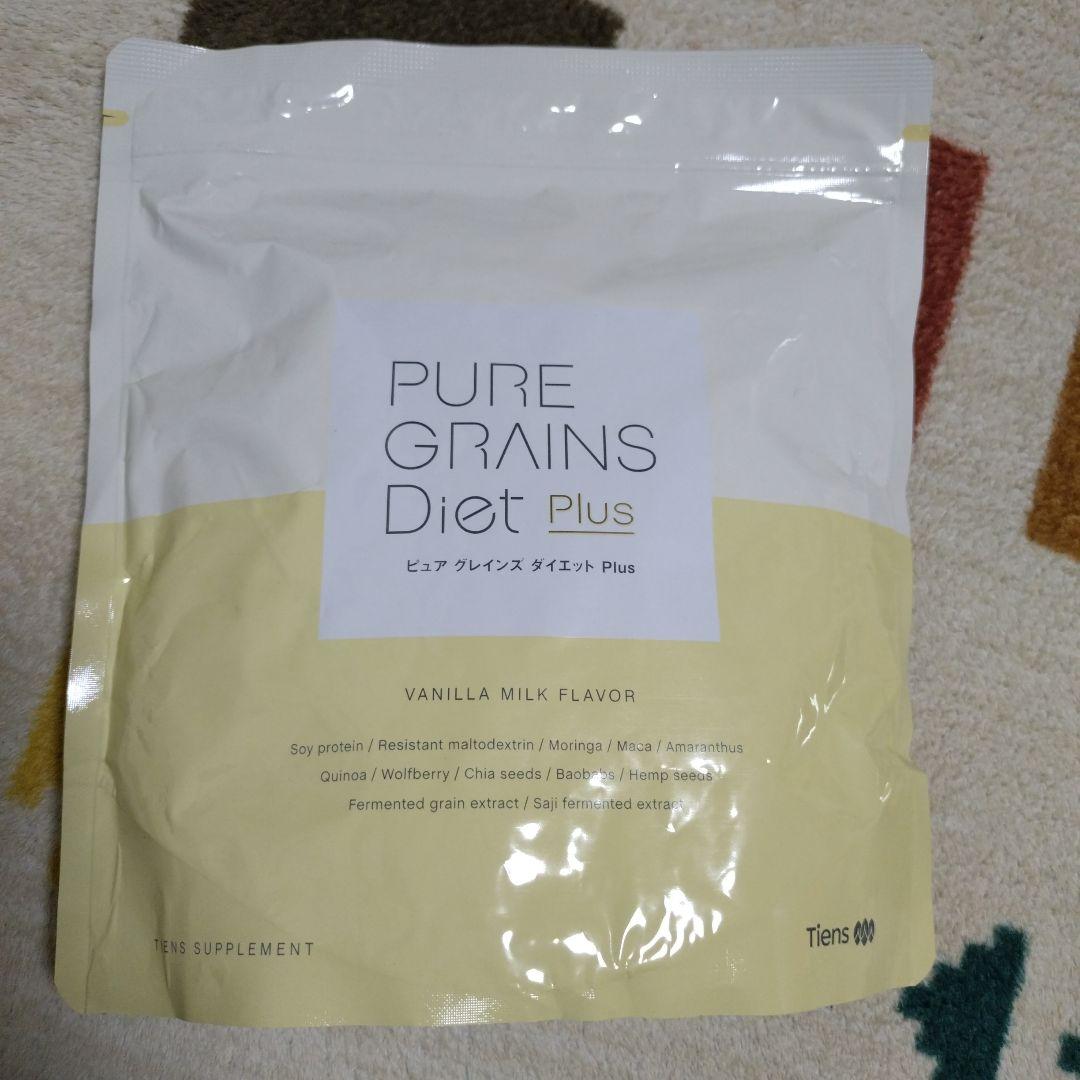 PURE
GRAINS
Diet Plus
ピュア グレインズ ダイエット Plus
VANILLA MILK FLAVOR
Soy protein / Resistant maltodextrin / Moringa / Maca / Amaranthus
Quinoa / Wolfberry / Chia seeds / Baobabs / Hemp seeds
Fermented grain extract / Saji fermented extract
TIENS SUPPLEMENT
Tiens